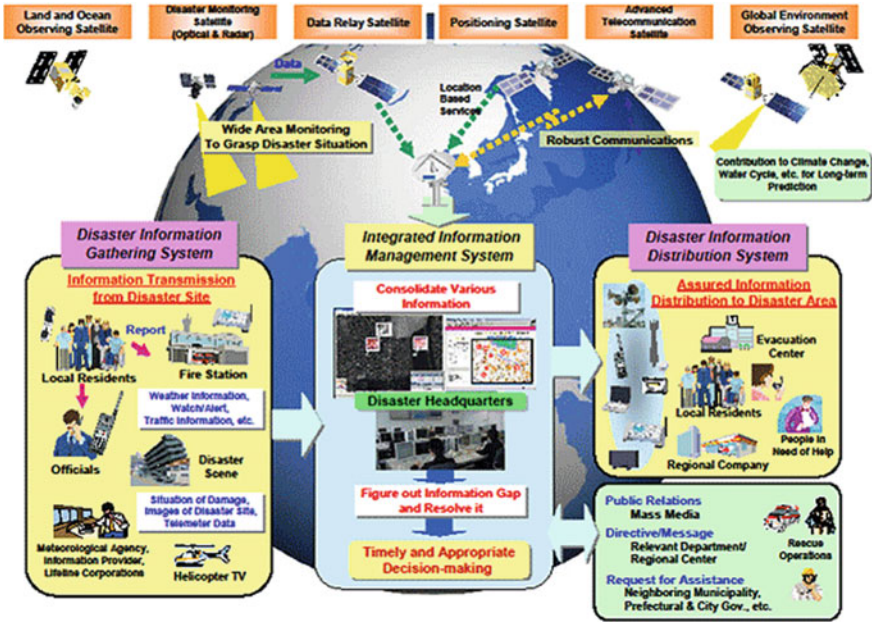 Land and Ocean
Observing Satellite
Disaster Monitoring
Satellite
(Optical & Radar)
Data Relay Satellite
Positioning Satellite
Advanced
Telecommunication
Satellite
Global Environment
Observing Satellite
Data
Location
Based
Services
Wide Area Monitoring
To Grasp Disaster Situation
Robust Communications
Contribution to Climate Change,
Water Cycle, etc. for Long-term
Prediction
Disaster Information
Gathering System
Information Transmission
from Disaster Site
Report
Local Residents
Fire Station
Weather Information,
Watch/Alert,
Traffic Information, etc.
Officials
Disaster
Scene
Situation of Damage,
Images of Disaster Site,
Telemeter Data
Meteorological Agency,
Information Provider,
Lifeline Corporations
Helicopter TV
Integrated Information
Management System
Consolidate Various
Information
Disaster Headquarters
Figure out Information Gap
and Resolve it
Timely and Appropriate
Decision-making
Disaster Information
Distribution System
Assured Information
Distribution to Disaster Area
Evacuation
Center
Local Residents
People in
Need of Help
Regional Company
Public Relations
Mass Media
Directive/Message
Relevant Department/
Regional Center
Rescue
Operations
Request for Assistance
Neighboring Municipality,
Prefectural & City Gov., etc.